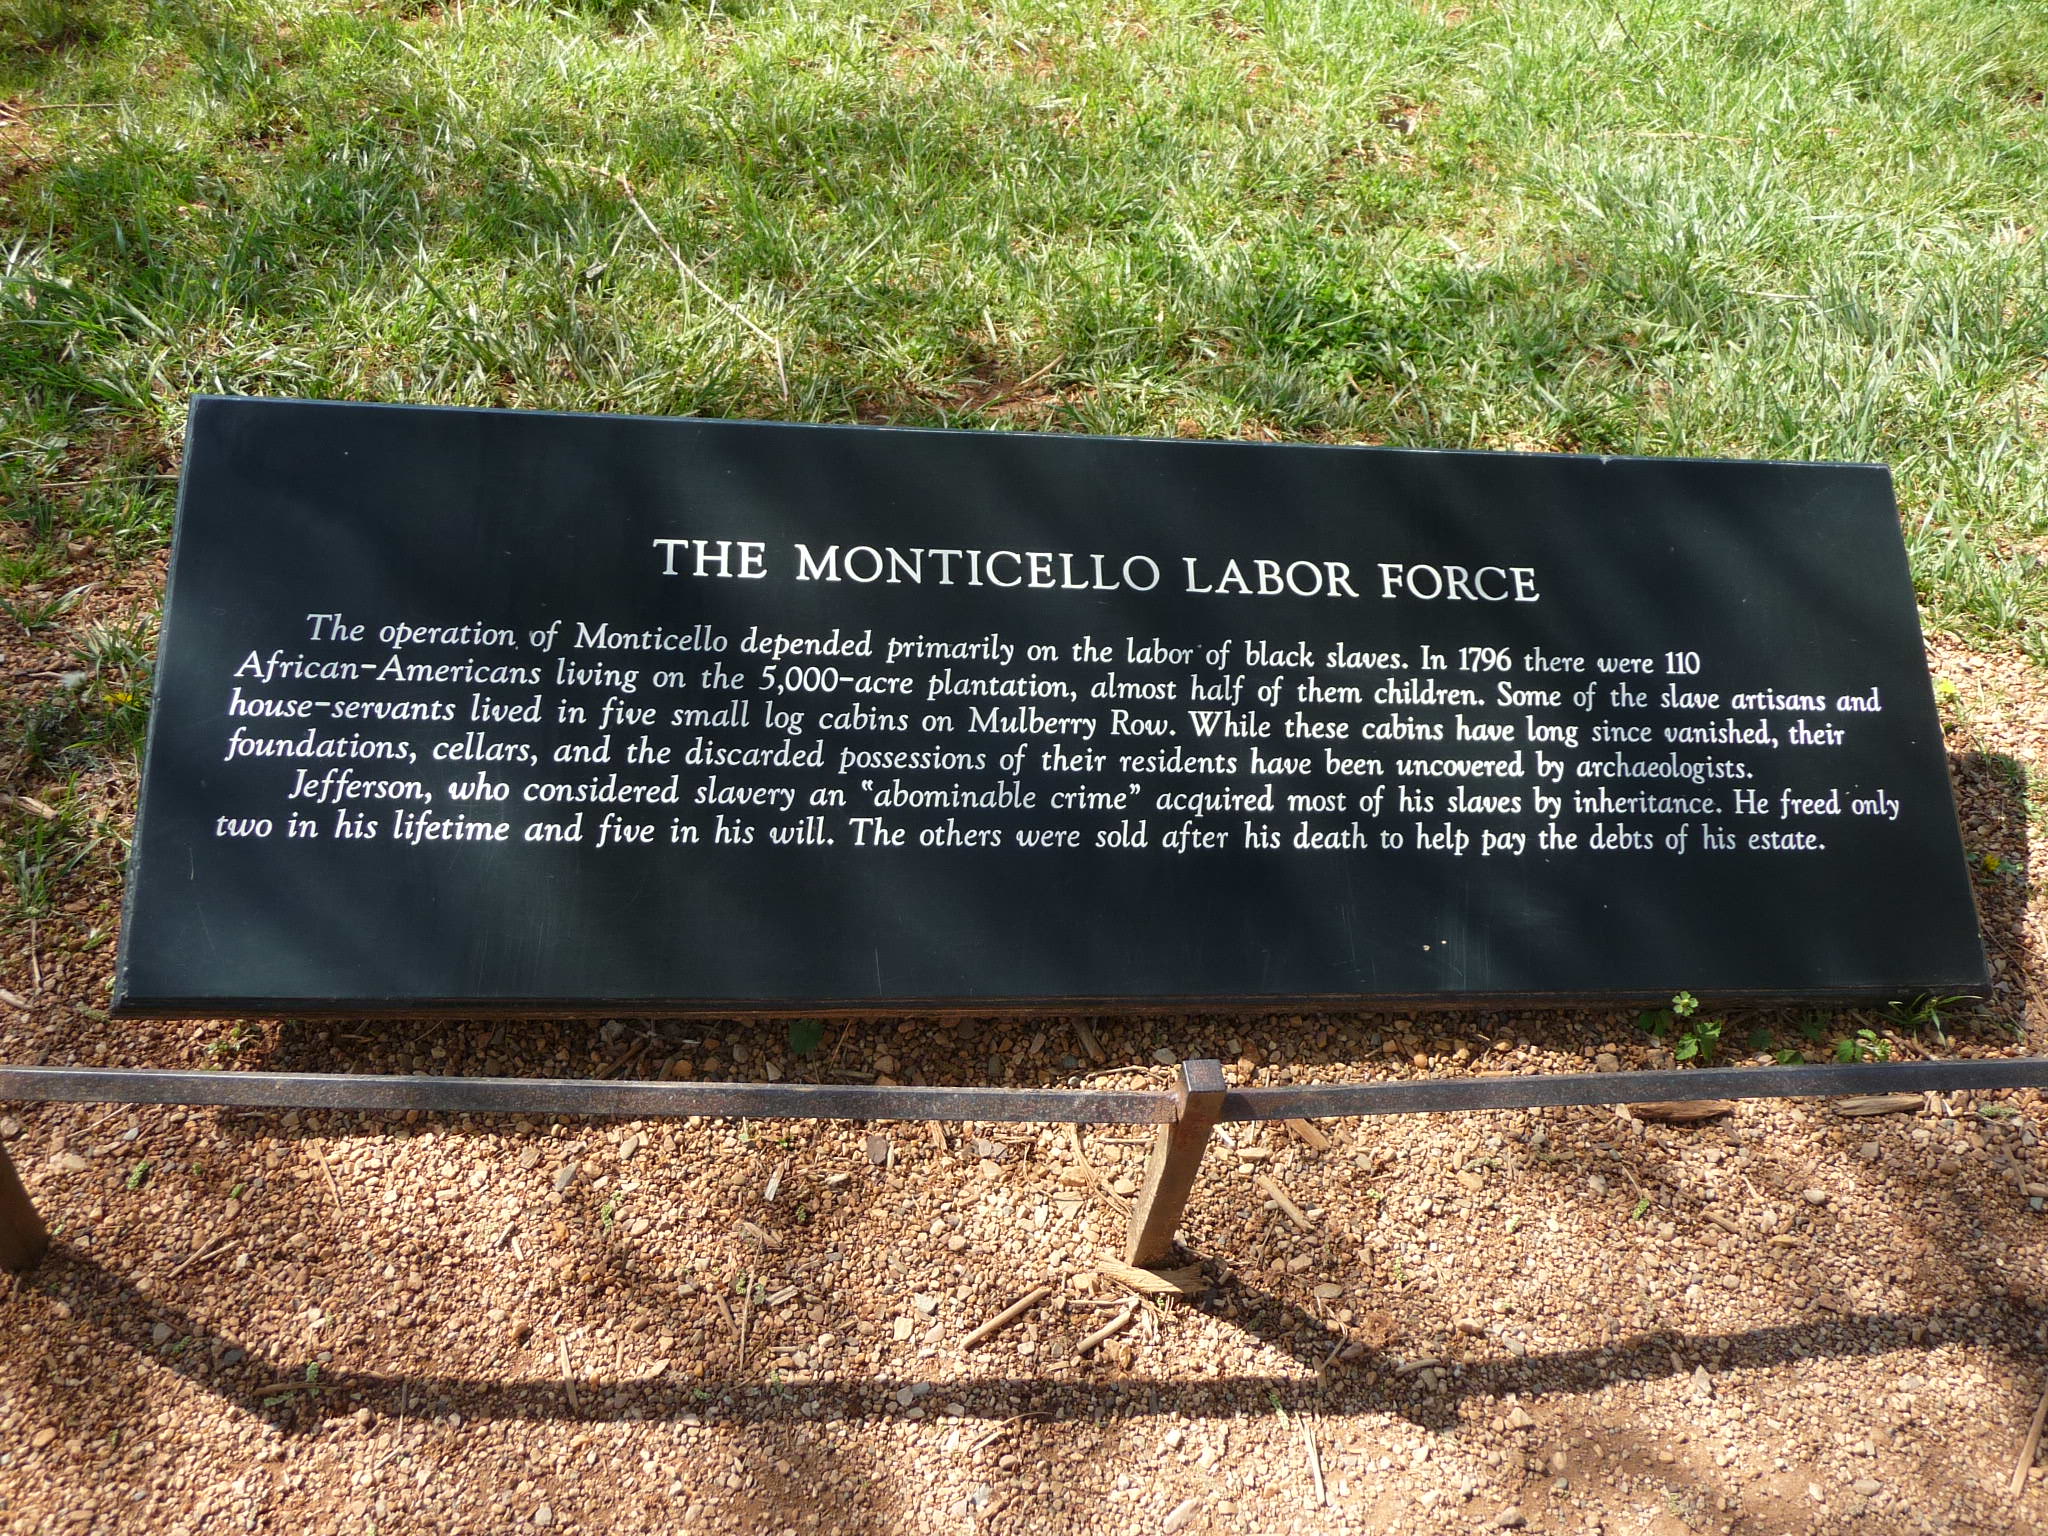 THE MONTICELLO LABOR FORCE
The operation of Monticello depended primarily on the labor of black slaves. In 1796 there were 110
African-Americans living on the 5,000-acre plantation, almost half of them children. Some of the slave artisans and
house-servants lived in five small log cabins on Mulberry Row. While these cabins have long since vanished, their
foundations, cellars, and the discarded possessions of their residents have been uncovered by archaeologists.
Jefferson, who considered slavery an "abominable crime" acquired most of his slaves by inheritance. He freed only
two in his lifetime and five in his will. The others were sold after his death to help pay the debts of his estate.